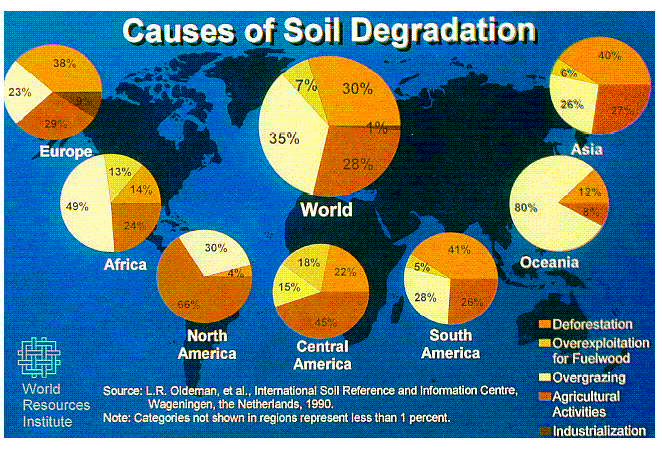 Causes of Soil Degradation
38%
23%
9%
29%
Europe
7%
30%
1%
35%
28%
World
40%
6%
26%
27%
Asia
13%
14%
49%
24%
Africa
12%
80%
8%
Oceania
30%
4%
66%
North
America
18%
22%
15%
45%
Central
America
41%
5%
28%
26%
South
America
Deforestation
Overexploitation
for Fuelwood
Overgrazing
Agricultural
Activities
Industrialization
World
Resources
Institute
Source: L.R. Oldeman, et al., International Soil Reference and Information Centre,
Wageningen, the Netherlands, 1990.
Note: Categories not shown in regions represent less than 1 percent.